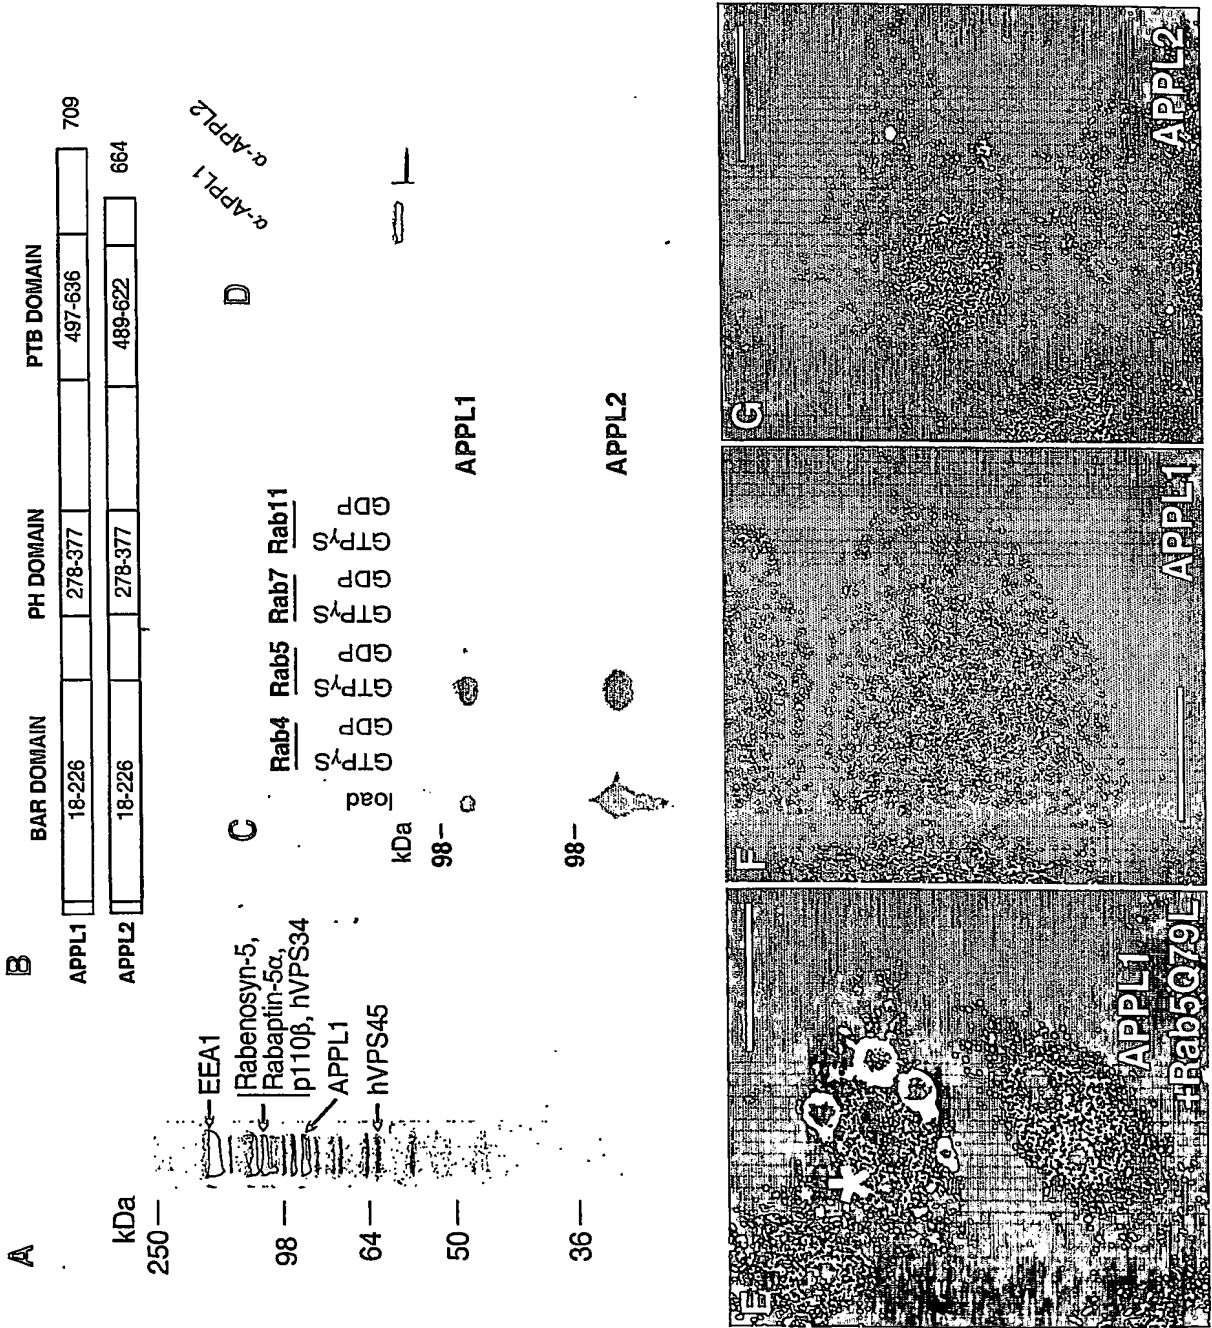 A
kDa
250
98
64
50
36
EEA1
Rabenosyn-5,
Rabaptin-5α,
p110β, hVPS34
APPL1
hVPS45
B
BAR DOMAIN
PH DOMAIN
PTB DOMAIN
APPL1
18-226
278-377
497-636
709
APPL2
18-226
278-377
489-622
664
C
Rab4
Rab5
Rab7
Rab11
load
GTPγS
GDP
GTPγS
GDP
GTPγS
GDP
GTPγS
GDP
kDa
98
APPL1
98
APPL2
D
α-APPL1
α-APPL2
E
APPL1
+Rab5Q79L
F
APPL1
G
APPL2